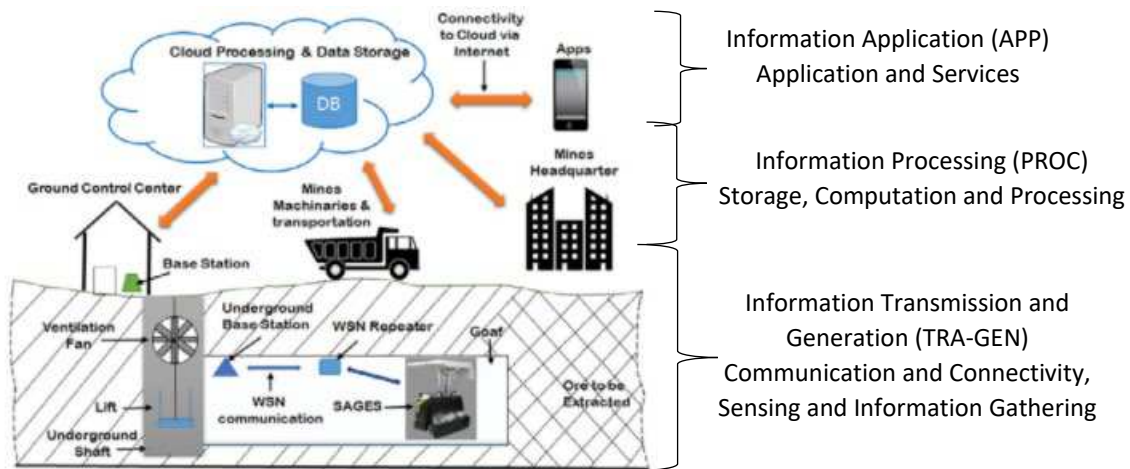 Connectivity
to Cloud via
Internet
Cloud Processing & Data Storage
Apps
DB
Information Application (APP)
Application and Services
Ground Control Center
Mines
Machinaries &
transportation
Mines
Headquarter
Information Processing (PROC)
Storage, Computation and Processing
Base Station
Ventilation
Fan
Underground
Base Station
WSN Repeater
Goaf
Ore to be
Extracted
Lift
WSN
communication
SAGES
Underground
Shaft
Information Transmission and
Generation (TRA-GEN)
Communication and Connectivity,
Sensing and Information Gathering